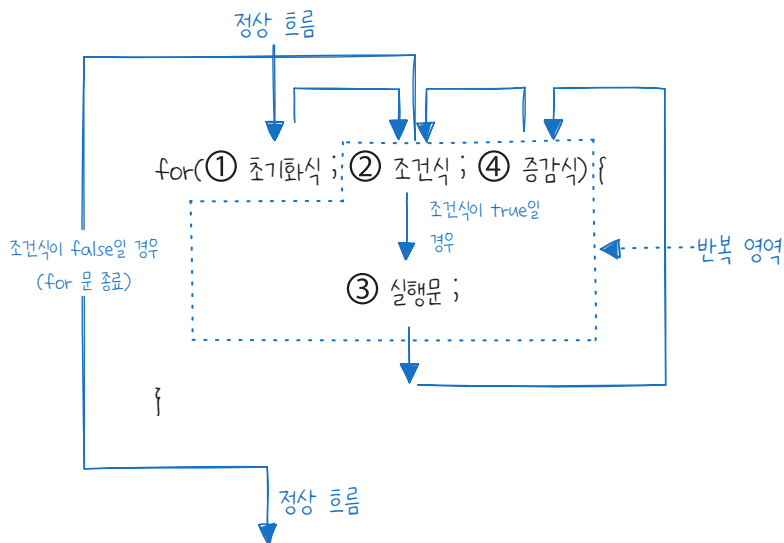 정상 흐름
for(① 초기화식 ; ② 조건식 ; ④ 증감식) {
조건식이 true일
경우
조건식이 false일 경우
(for 문 종료)
반복 영역
③ 실행문 ;
{
정상 흐름